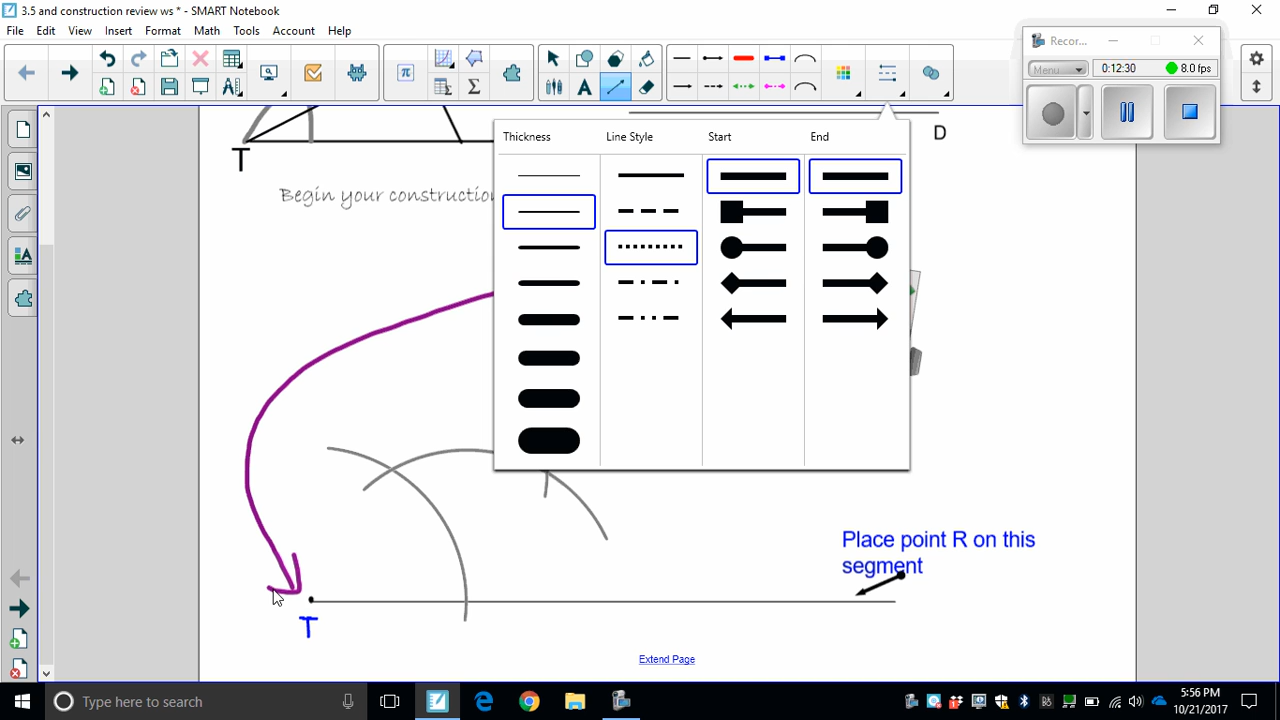 3.5 and construction review ws * - SMART Notebook
File Edit View Insert Format Math Tools Account Help
Recor...
Menu 0:12:30 8.0 fps
Thickness Line Style Start End
D
T
Begin your construction
Place point R on this
segment
T
Extend Page
Type here to search
5:56 PM
10/21/2017